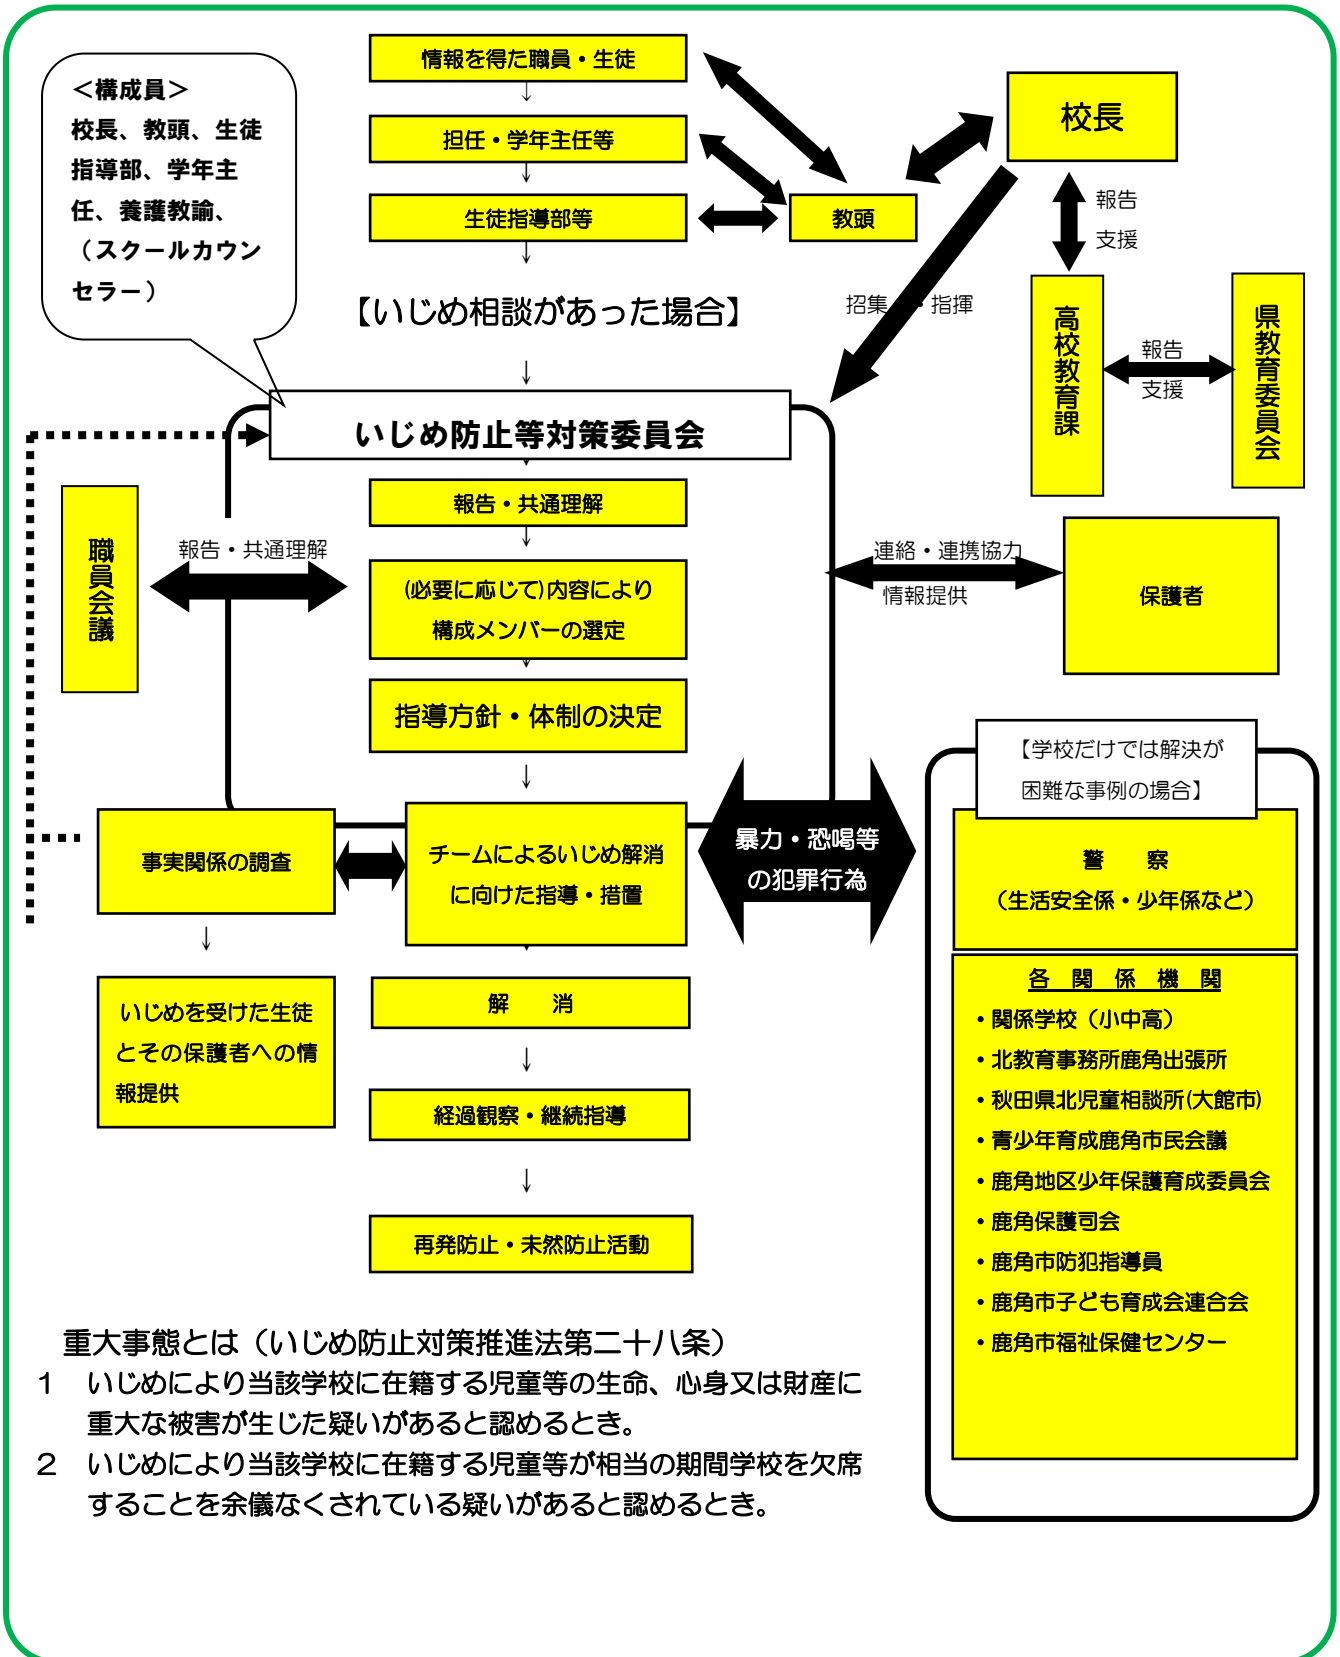 ＜構成員＞
校長、教頭、生徒
指導部、学年主
任、養護教諭、
（スクールカウン
セラー）
情報を得た職員・生徒
↓
担任・学年主任等
↓
生徒指導部等
↓
教頭
校長
報告
支援
招集・指揮
高校教育課
報告
支援
県教育委員会
【いじめ相談があった場合】
↓
いじめ防止等対策委員会
報告・共通理解
↓
(必要に応じて)内容により
構成メンバーの選定
↓
指導方針・体制の決定
↓
職員会議
報告・共通理解
連絡・連携協力
情報提供
保護者
事実関係の調査
↓
チームによるいじめ解消
に向けた指導・措置
暴力・恐喝等
の犯罪行為
いじめを受けた生徒
とその保護者への情
報提供
解　　消
↓
経過観察・継続指導
↓
再発防止・未然防止活動
【学校だけでは解決が
困難な事例の場合】
警　　察
（生活安全係・少年係など）
各　関　係　機　関
・関係学校（小中高）
・北教育事務所鹿角出張所
・秋田県北児童相談所(大館市)
・青少年育成鹿角市民会議
・鹿角地区少年保護育成委員会
・鹿角保護司会
・鹿角市防犯指導員
・鹿角市子ども育成会連合会
・鹿角市福祉保健センター
重大事態とは（いじめ防止対策推進法第二十八条）
１　いじめにより当該学校に在籍する児童等の生命、心身又は財産に
重大な被害が生じた疑いがあると認めるとき。
２　いじめにより当該学校に在籍する児童等が相当の期間学校を欠席
することを余儀なくされている疑いがあると認めるとき。